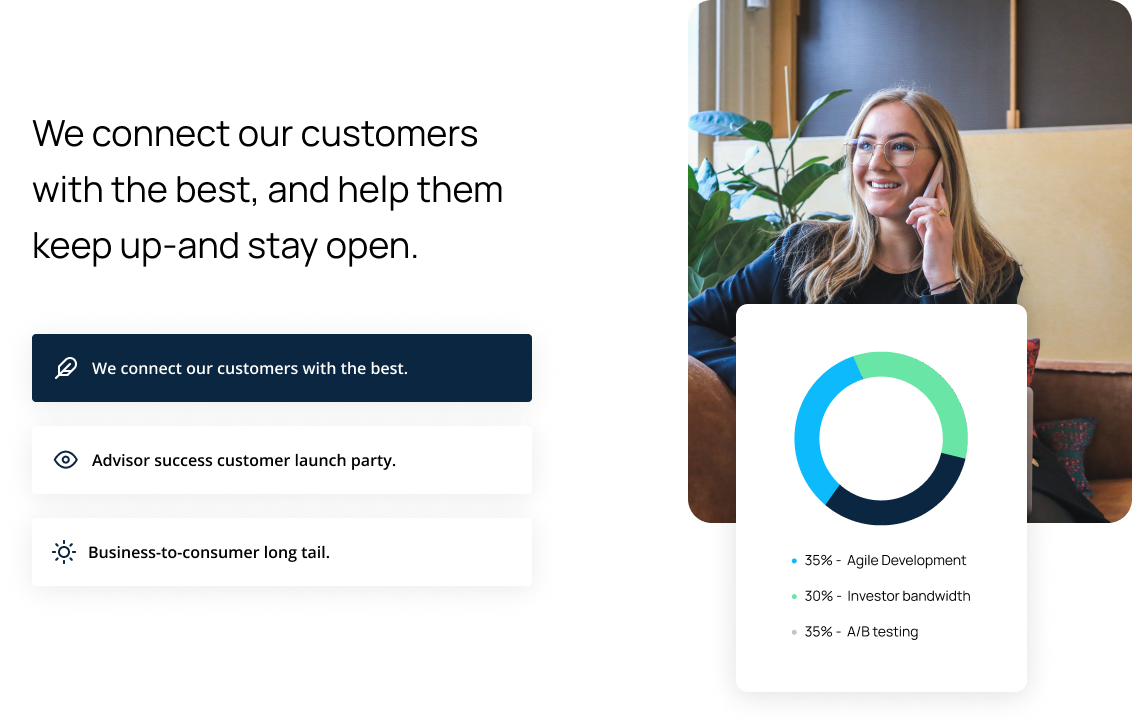 We connect our customers
with the best, and help them
keep up-and stay open.
We connect our customers with the best.
Advisor success customer launch party.
Business-to-consumer long tail.
35% - Agile Development
30% - Investor bandwidth
35% - A/B testing